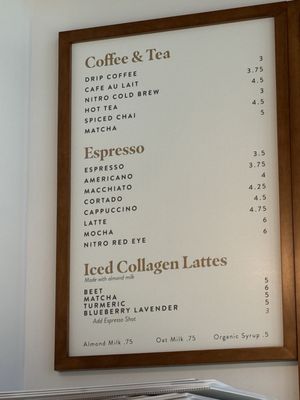 Coffee & Tea
DRIP COFFEE 3
CAFE AU LAIT 3.75
NITRO COLD BREW 4.5
HOT TEA 3
SPICED CHAI 4.5
MATCHA 5
Espresso
ESPRESSO 3.5
AMERICANO 3.75
MACCHIATO 4
CORTADO 4.25
CAPPUCCINO 4.5
LATTE 4.75
MOCHA 6
NITRO RED EYE 6
Iced Collagen Lattes
Made with almond milk
BEET 5
MATCHA 6
TURMERIC 5
BLUEBERRY LAVENDER 5
Add Espresso Shot 3
Almond Milk .75 Oat Milk .75 Organic Syrup .5